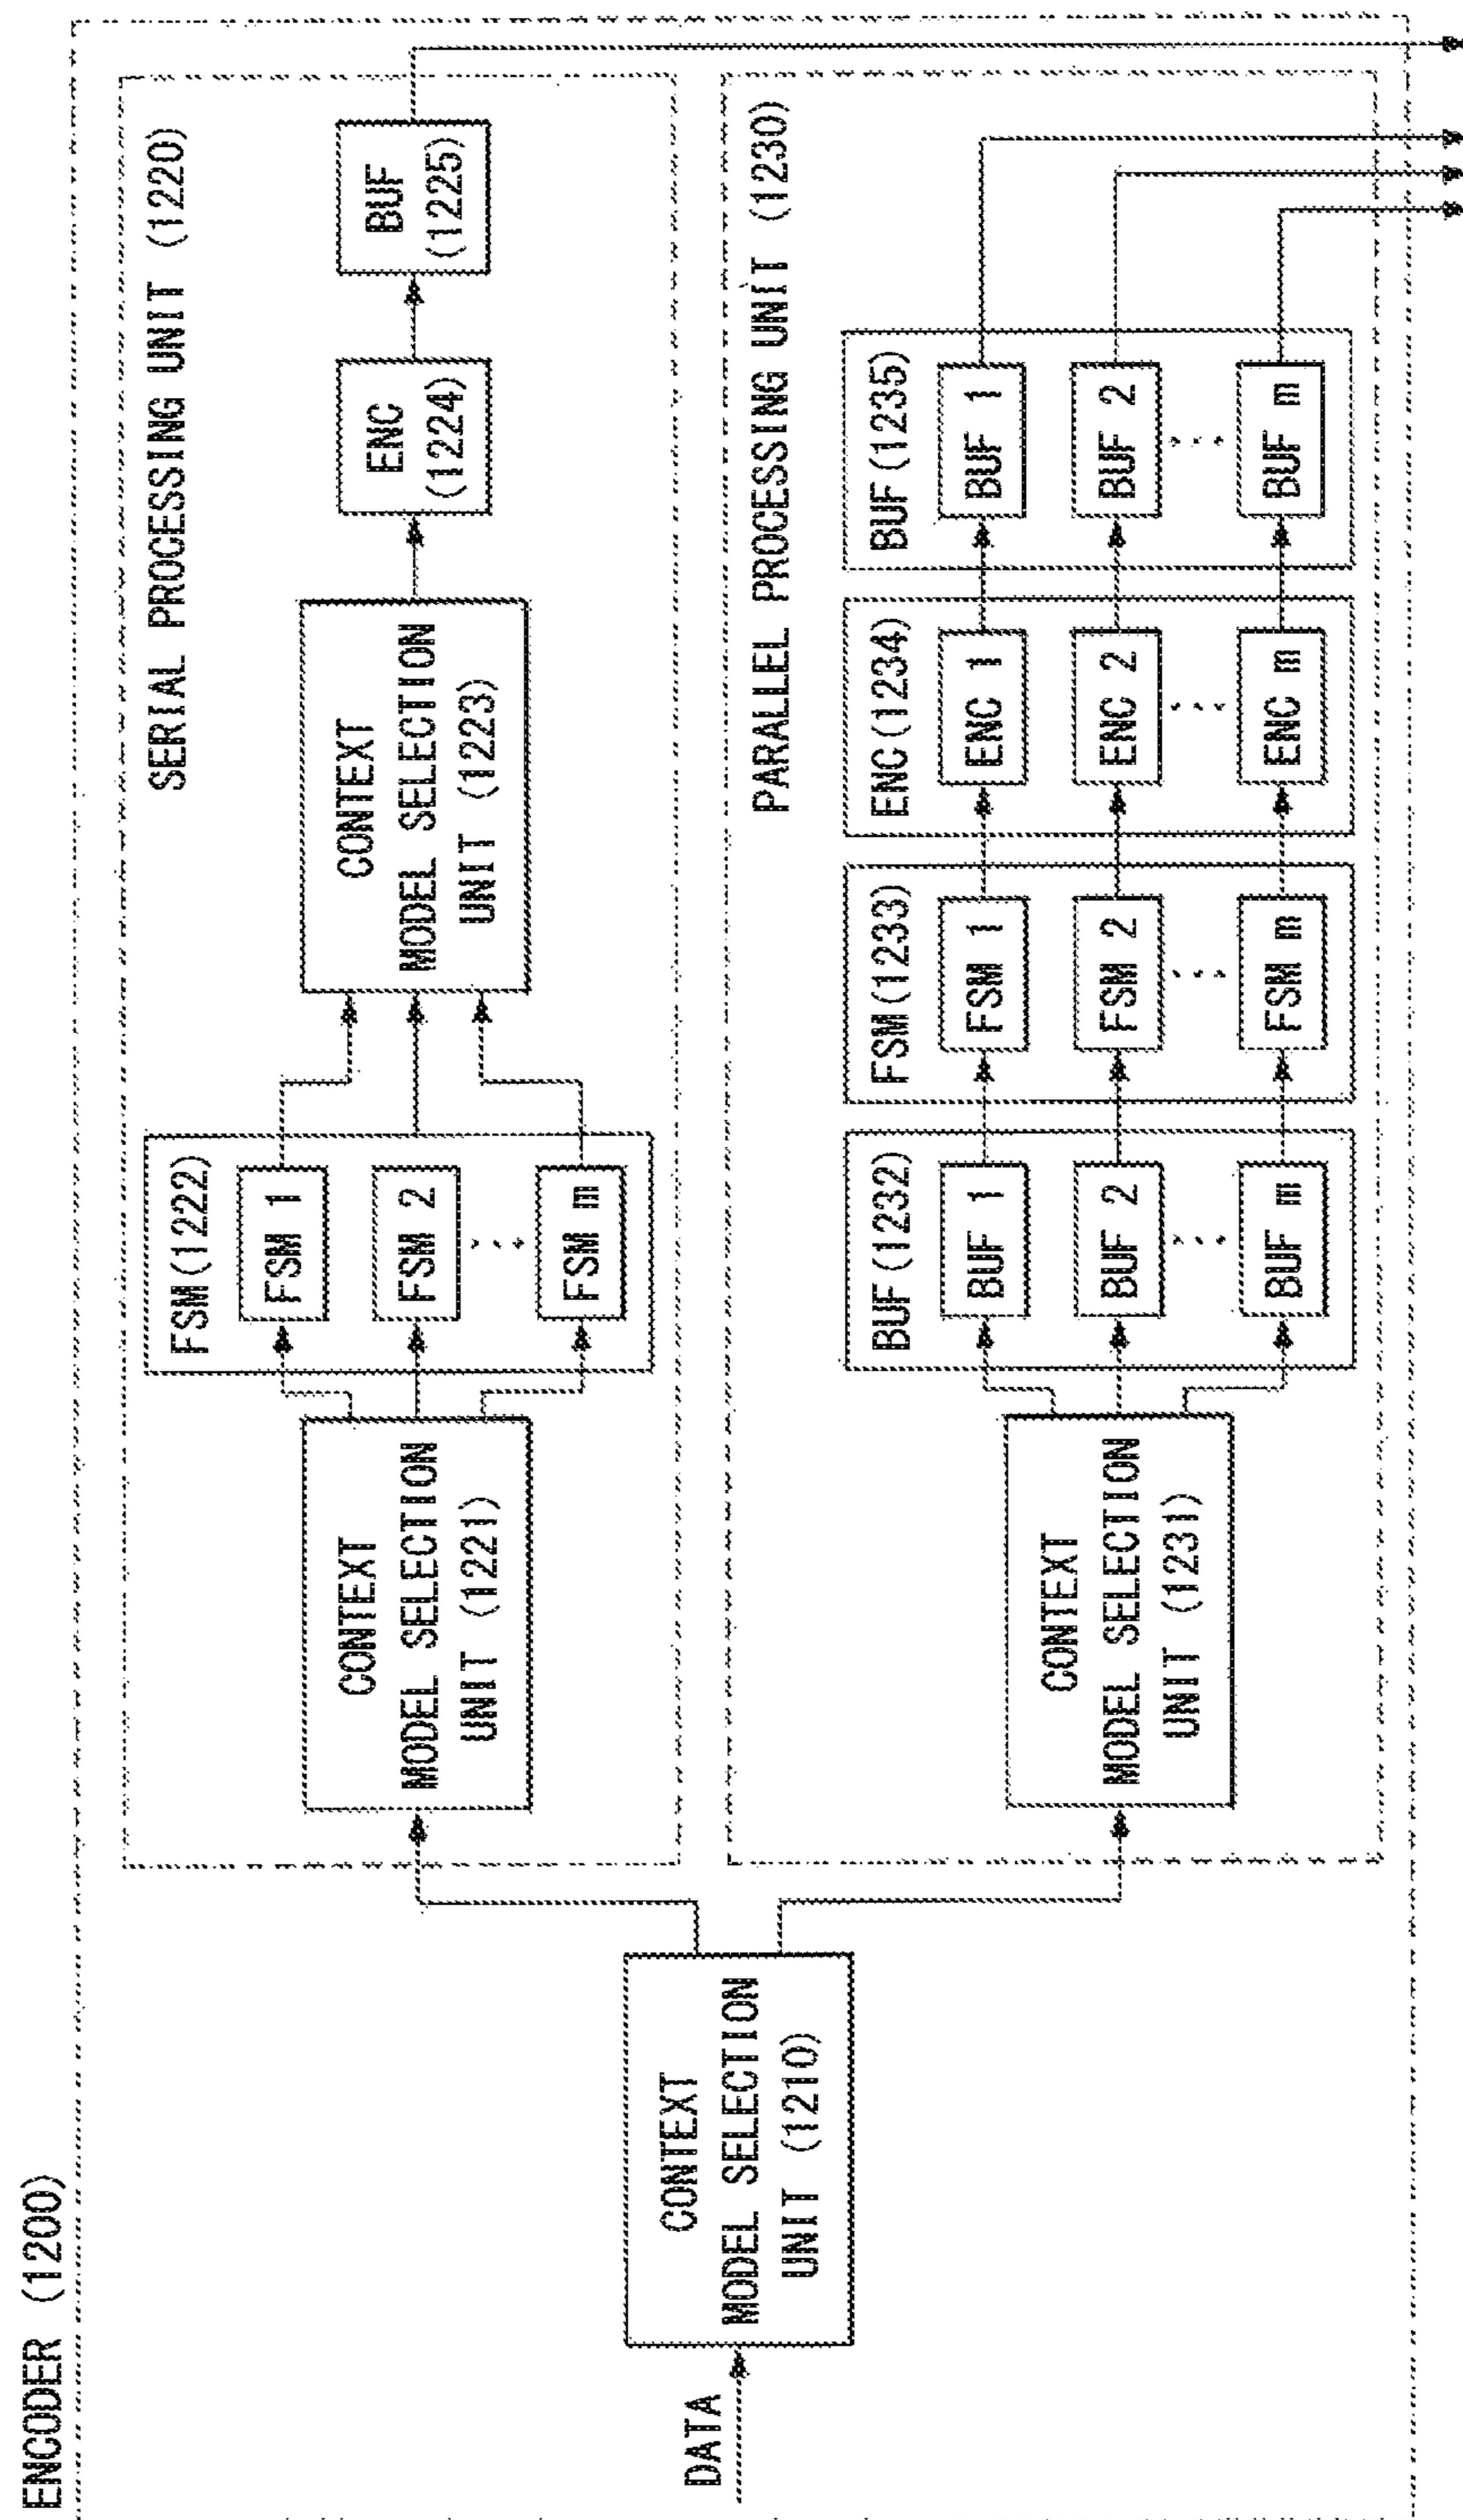 ENCODER (1200)
DATA
CONTEXT
MODEL SELECTION
UNIT (1210)
SERIAL PROCESSING UNIT (1220)
CONTEXT
MODEL SELECTION
UNIT (1221)
FSM(1222)
FSM 1
FSM 2
...
FSM m
CONTEXT
MODEL SELECTION
UNIT (1223)
ENC
(1224)
BUF
(1225)
PARALLEL PROCESSING UNIT (1230)
CONTEXT
MODEL SELECTION
UNIT (1231)
BUF(1232)
BUF 1
BUF 2
...
BUF m
FSM(1233)
FSM 1
FSM 2
...
FSM m
ENC(1234)
ENC 1
ENC 2
...
ENC m
BUF(1235)
BUF 1
BUF 2
...
BUF m